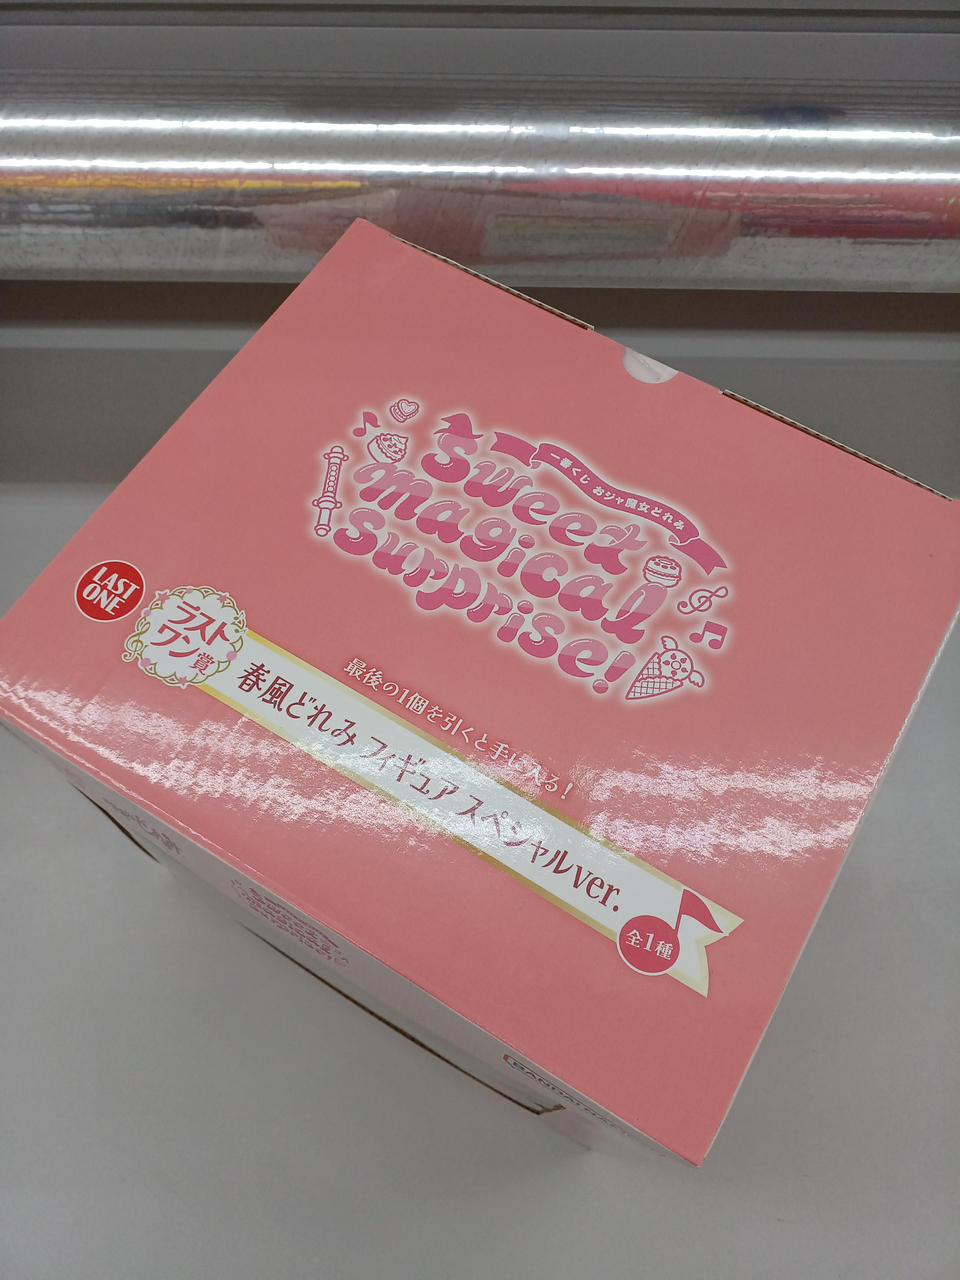 一番くじ おジャ魔女どれみ
Sweet
magical
surprise!
LAST
ONE
ラスト
ワン賞
最後の1個を引くと手に入る!
春風どれみ フィギュア スペシャルver.
全1種